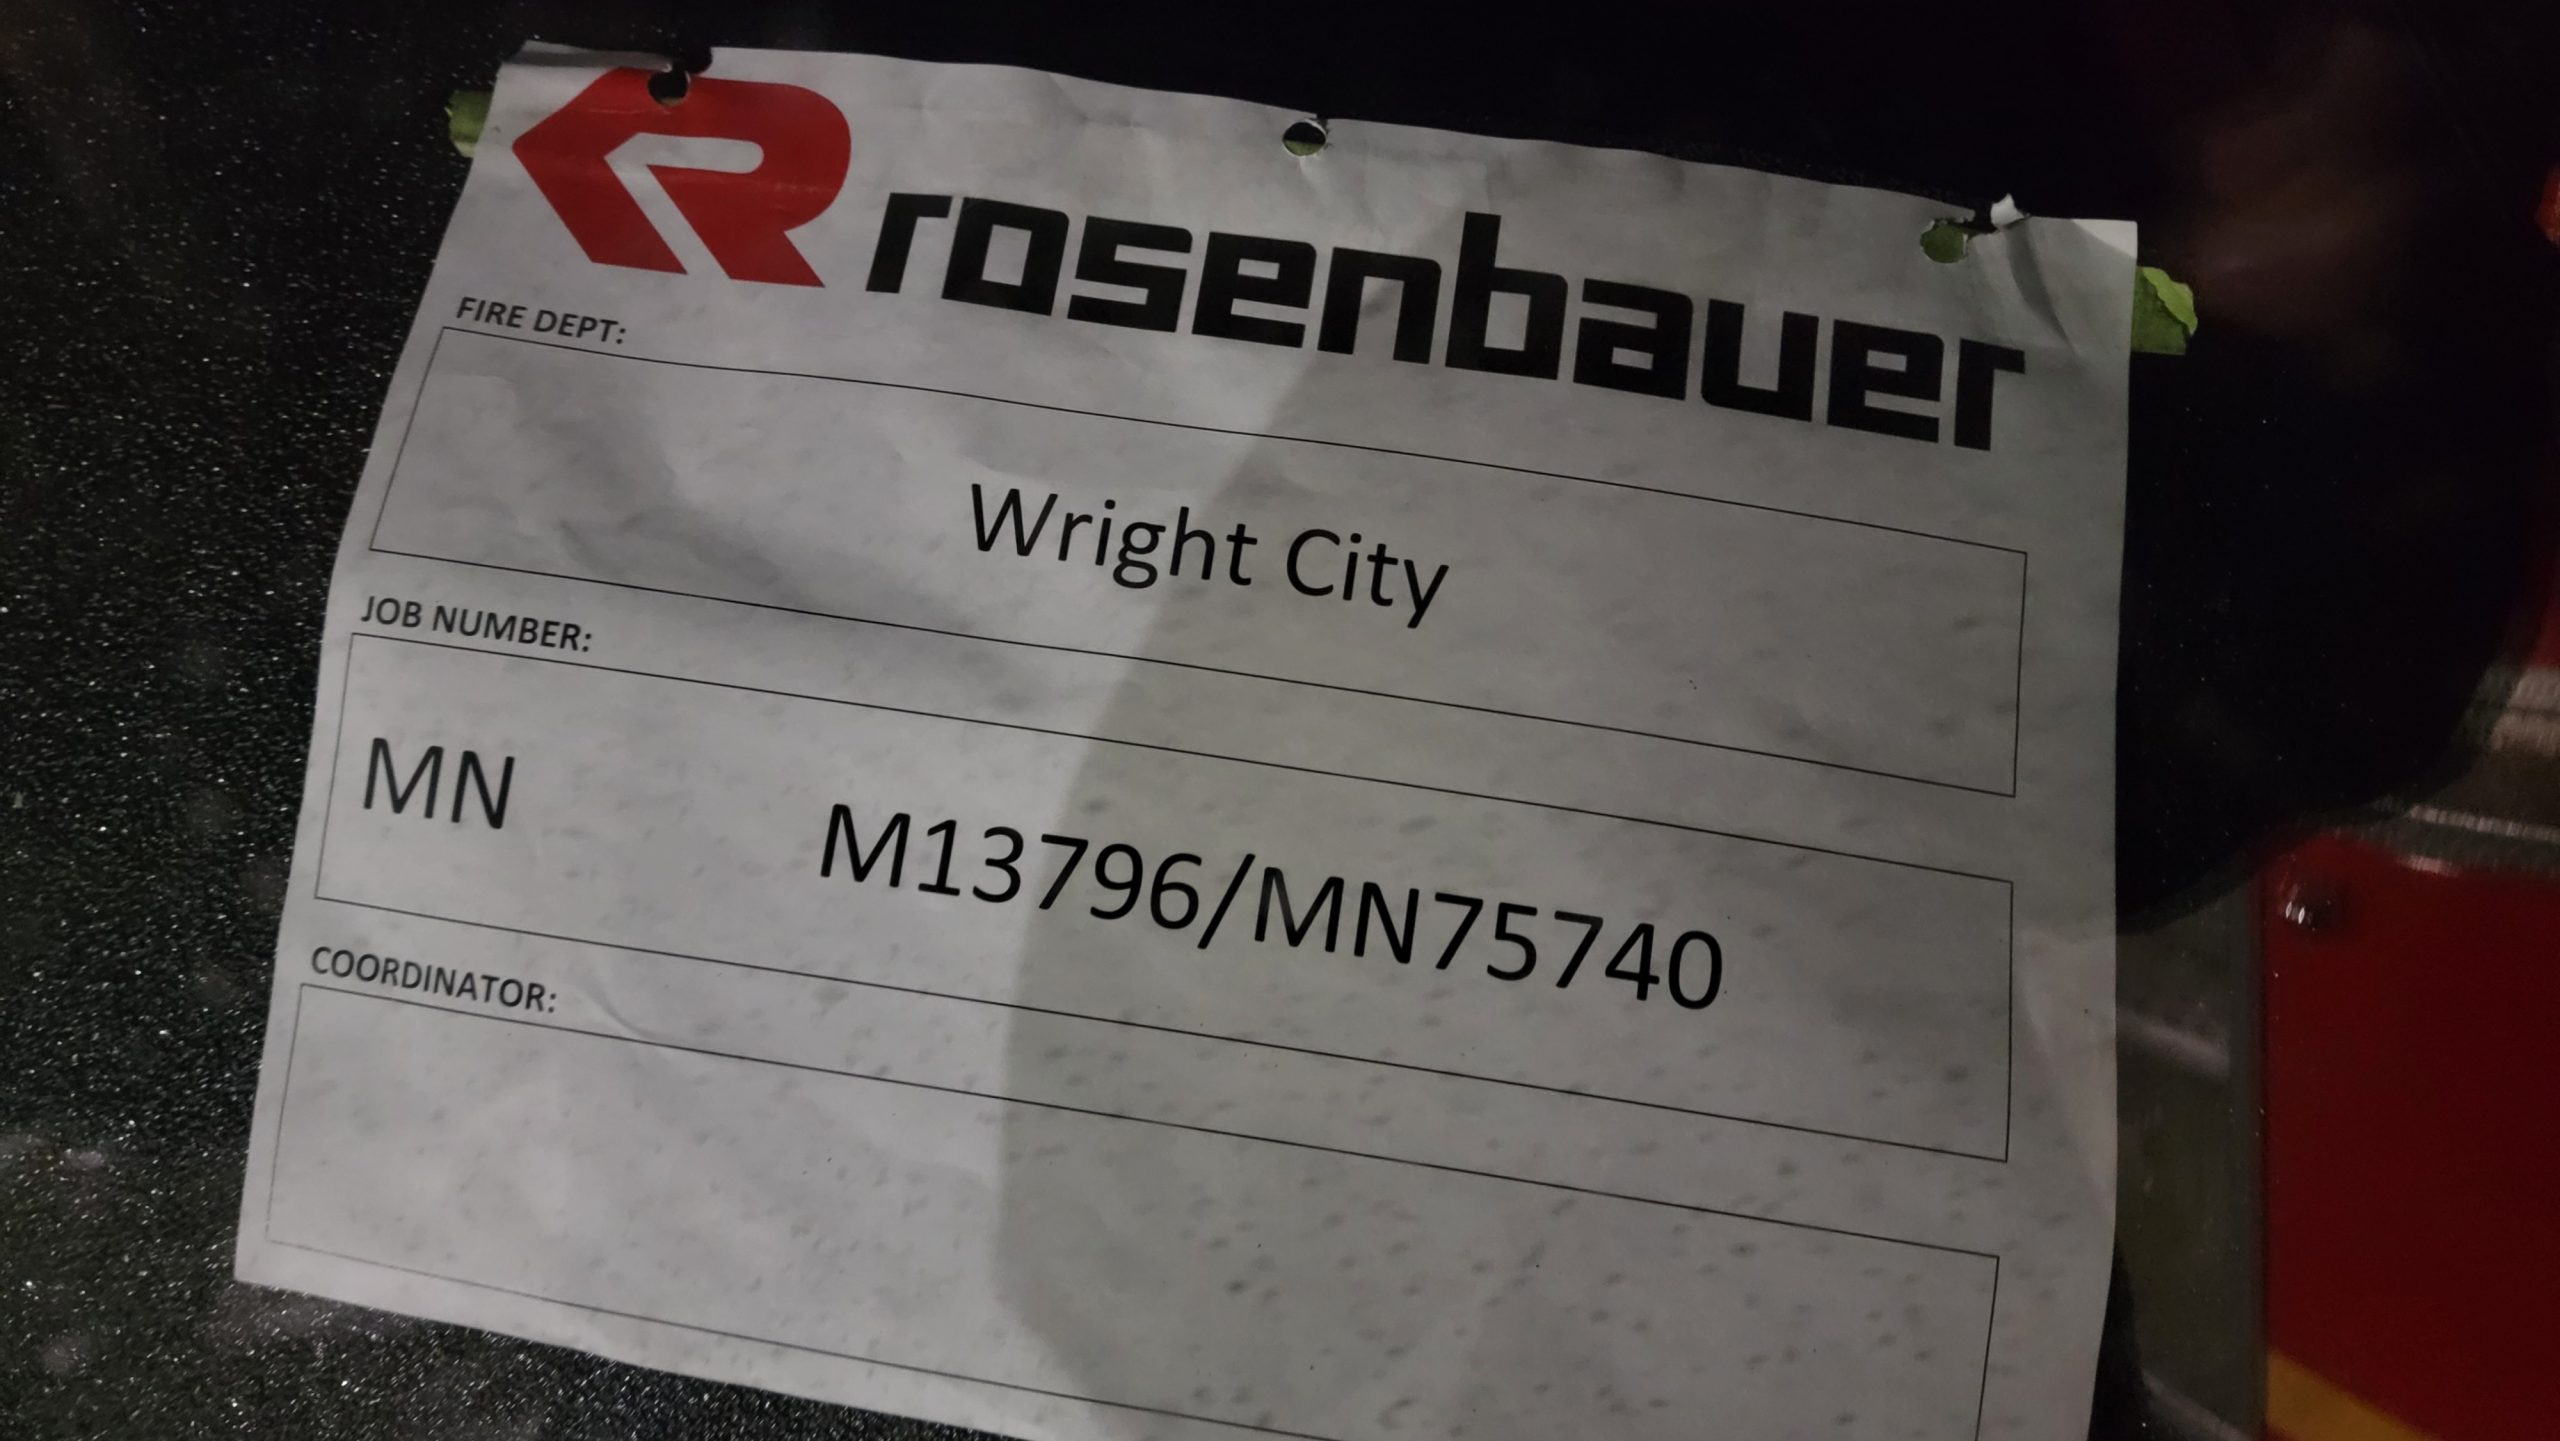 rosenbauer
FIRE DEPT:
Wright City
JOB NUMBER:
MN M13796/MN75740
COORDINATOR: